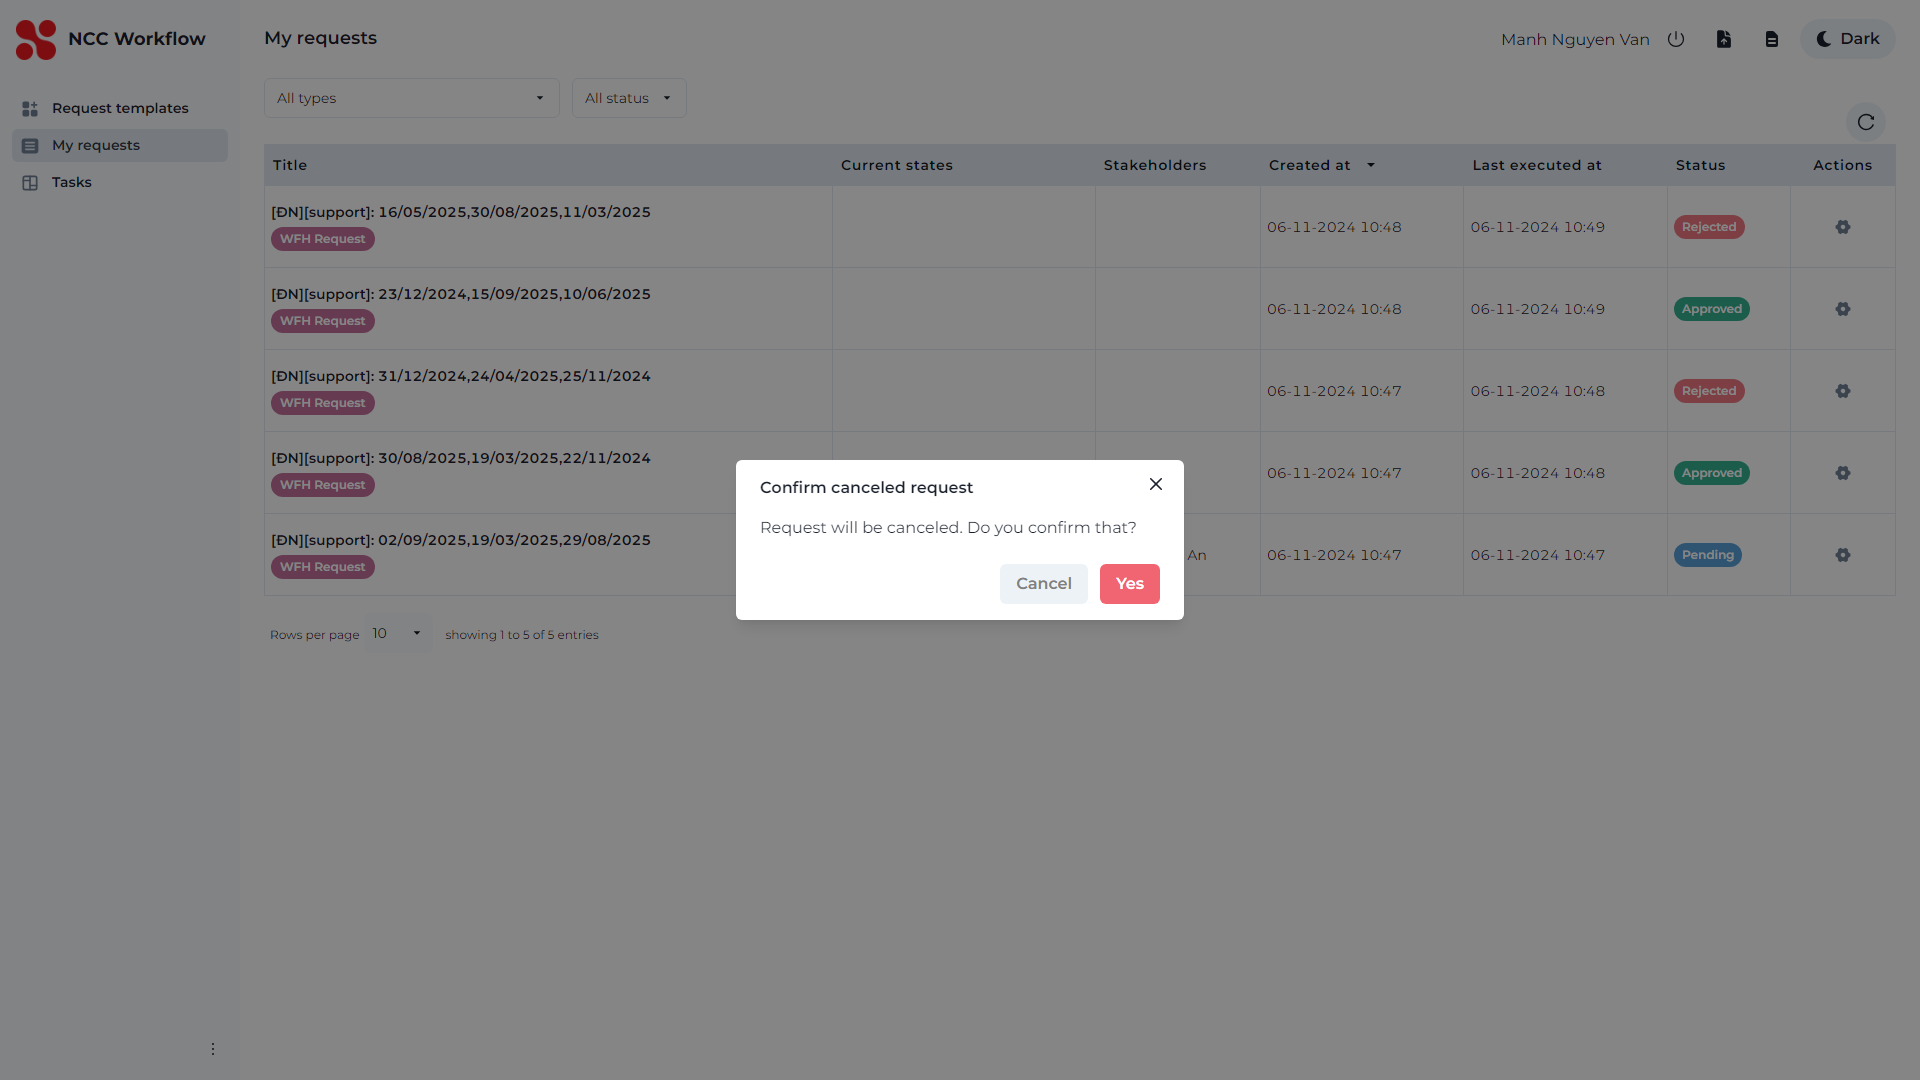 NCC Workflow
My requests
Manh Nguyen Van
Dark
Request templates
My requests
Tasks
All types
All status
Title
Current states
Stakeholders
Created at
Last executed at
Status
Actions
[ĐN][support]: 16/05/2025,30/08/2025,11/03/2025
WFH Request
06-11-2024 10:48
06-11-2024 10:49
Rejected
[ĐN][support]: 23/12/2024,15/09/2025,10/06/2025
WFH Request
06-11-2024 10:48
06-11-2024 10:49
Approved
[ĐN][support]: 31/12/2024,24/04/2025,25/11/2024
WFH Request
06-11-2024 10:47
06-11-2024 10:48
Rejected
[ĐN][support]: 30/08/2025,19/03/2025,22/11/2024
WFH Request
06-11-2024 10:47
06-11-2024 10:48
Approved
[ĐN][support]: 02/09/2025,19/03/2025,29/08/2025
WFH Request
An
06-11-2024 10:47
06-11-2024 10:47
Pending
Confirm canceled request
Request will be canceled. Do you confirm that?
Cancel
Yes
Rows per page
10
showing 1 to 5 of 5 entries